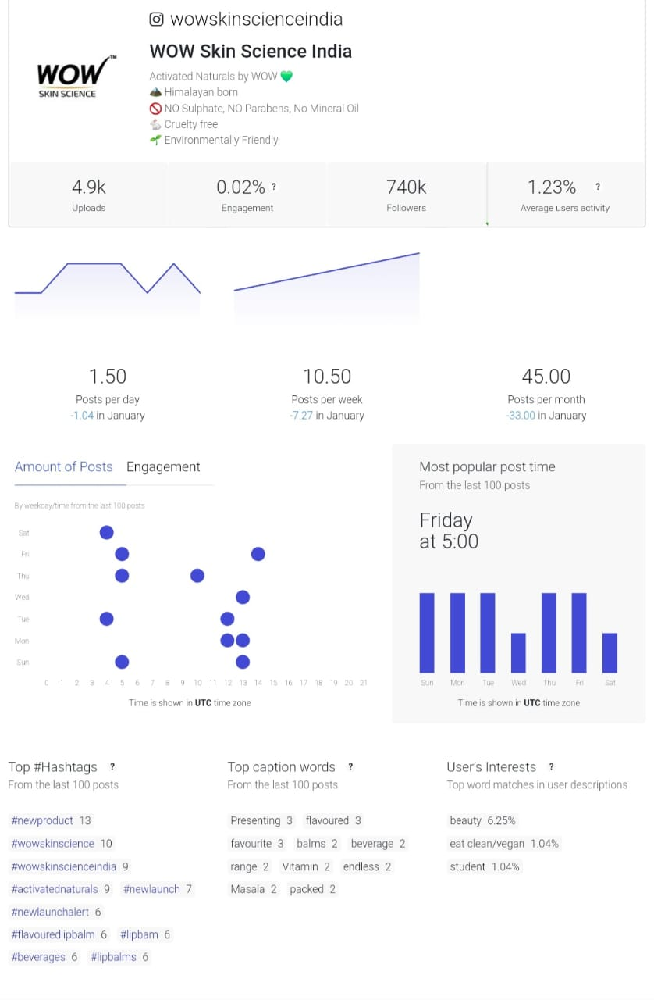 wowskinscienceindia
WOW Skin Science India
WOW™
SKIN SCIENCE
Activated Naturals by WOW 💚
⛰️ Himalayan born
🚫 NO Sulphate, NO Parabens, No Mineral Oil
🐇 Cruelty free
🌱 Environmentally Friendly
4.9k 0.02% ? 740k 1.23% ?
Uploads Engagement Followers Average users activity
1.50 10.50 45.00
Posts per day Posts per week Posts per month
-1.04 in January -7.27 in January -33.00 in January
Amount of Posts Engagement
By weekday/time from the last 100 posts
Sat
Fri
Thu
Wed
Tue
Mon
Sun
0 1 2 3 4 5 6 7 8 9 10 11 12 13 14 15 16 17 18 19 20 21
Time is shown in UTC time zone
Most popular post time
From the last 100 posts
Friday
at 5:00
Sun Mon Tue Wed Thu Fri Sat
Time is shown in UTC time zone
Top #Hashtags ?
From the last 100 posts
#newproduct 13
#wowskinscience 10
#wowskinscienceindia 9
#activatednaturals 9 #newlaunch 7
#newlaunchalert 6
#flavouredlipbalm 6 #lipbam 6
#beverages 6 #lipbalms 6
Top caption words ?
From the last 100 posts
Presenting 3 flavoured 3
favourite 3 balms 2 beverage 2
range 2 Vitamin 2 endless 2
Masala 2 packed 2
User's Interests ?
Top word matches in user descriptions
beauty 6.25%
eat clean/vegan 1.04%
student 1.04%